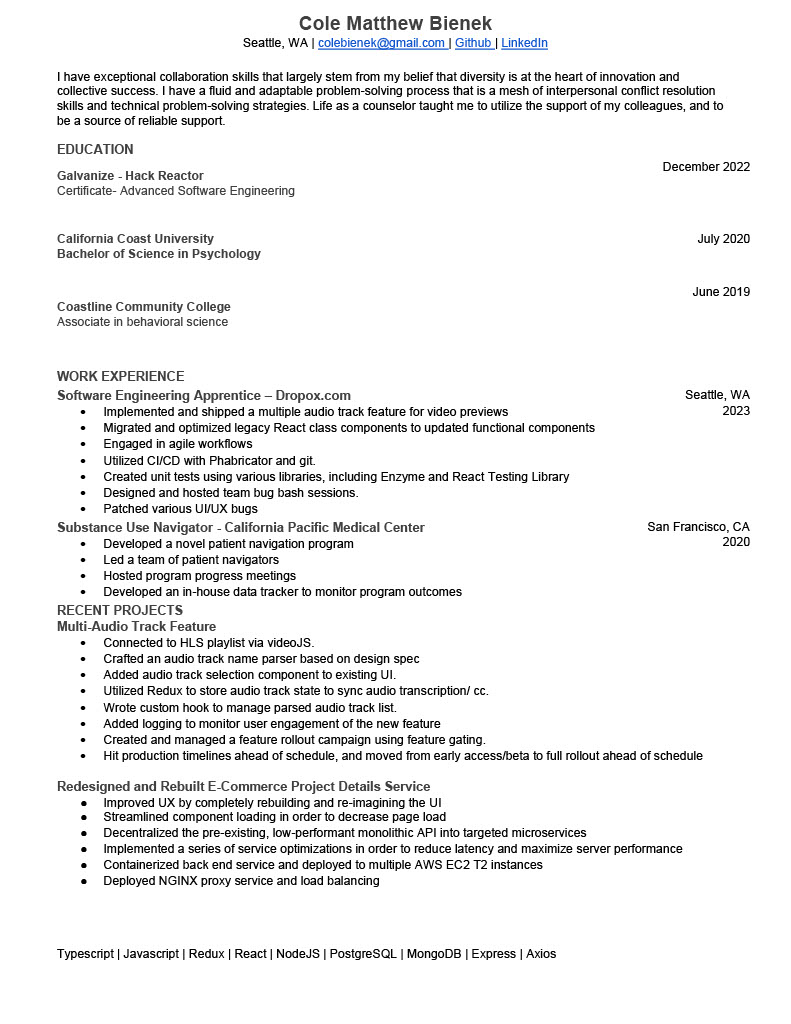 Cole Matthew Bienek
Seattle, WA | colebienek@gmail.com | Github | LinkedIn
I have exceptional collaboration skills that largely stem from my belief that diversity is at the heart of innovation and
collective success. I have a fluid and adaptable problem-solving process that is a mesh of interpersonal conflict resolution
skills and technical problem-solving strategies. Life as a counselor taught me to utilize the support of my colleagues, and to
be a source of reliable support.
EDUCATION
December 2022
Galvanize - Hack Reactor
Certificate- Advanced Software Engineering
California Coast University July 2020
Bachelor of Science in Psychology
June 2019
Coastline Community College
Associate in behavioral science
WORK EXPERIENCE
Software Engineering Apprentice – Dropox.com Seattle, WA
• Implemented and shipped a multiple audio track feature for video previews 2023
• Migrated and optimized legacy React class components to updated functional components
• Engaged in agile workflows
• Utilized CI/CD with Phabricator and git.
• Created unit tests using various libraries, including Enzyme and React Testing Library
• Designed and hosted team bug bash sessions.
• Patched various UI/UX bugs
Substance Use Navigator - California Pacific Medical Center San Francisco, CA
• Developed a novel patient navigation program 2020
• Led a team of patient navigators
• Hosted program progress meetings
• Developed an in-house data tracker to monitor program outcomes
RECENT PROJECTS
Multi-Audio Track Feature
• Connected to HLS playlist via videoJS.
• Crafted an audio track name parser based on design spec
• Added audio track selection component to existing UI.
• Utilized Redux to store audio track state to sync audio transcription/ cc.
• Wrote custom hook to manage parsed audio track list.
• Added logging to monitor user engagement of the new feature
• Created and managed a feature rollout campaign using feature gating.
• Hit production timelines ahead of schedule, and moved from early access/beta to full rollout ahead of schedule
Redesigned and Rebuilt E-Commerce Project Details Service
● Improved UX by completely rebuilding and re-imagining the UI
● Streamlined component loading in order to decrease page load
● Decentralized the pre-existing, low-performant monolithic API into targeted microservices
● Implemented a series of service optimizations in order to reduce latency and maximize server performance
● Containerized back end service and deployed to multiple AWS EC2 T2 instances
● Deployed NGINX proxy service and load balancing
Typescript | Javascript | Redux | React | NodeJS | PostgreSQL | MongoDB | Express | Axios